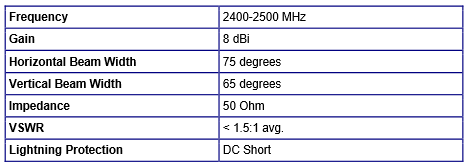 Frequency 2400-2500 MHz
Gain 8 dBi
Horizontal Beam Width 75 degrees
Vertical Beam Width 65 degrees
Impedance 50 Ohm
VSWR < 1.5:1 avg.
Lightning Protection DC Short